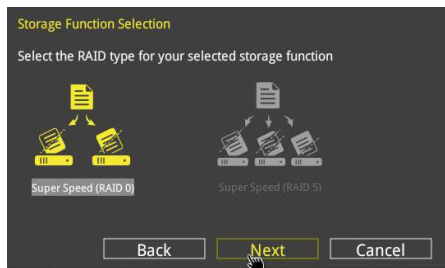 Storage Function Selection
Select the RAID type for your selected storage function
Super Speed (RAID 0)
Super Speed (RAID 5)
Back
Next
Cancel